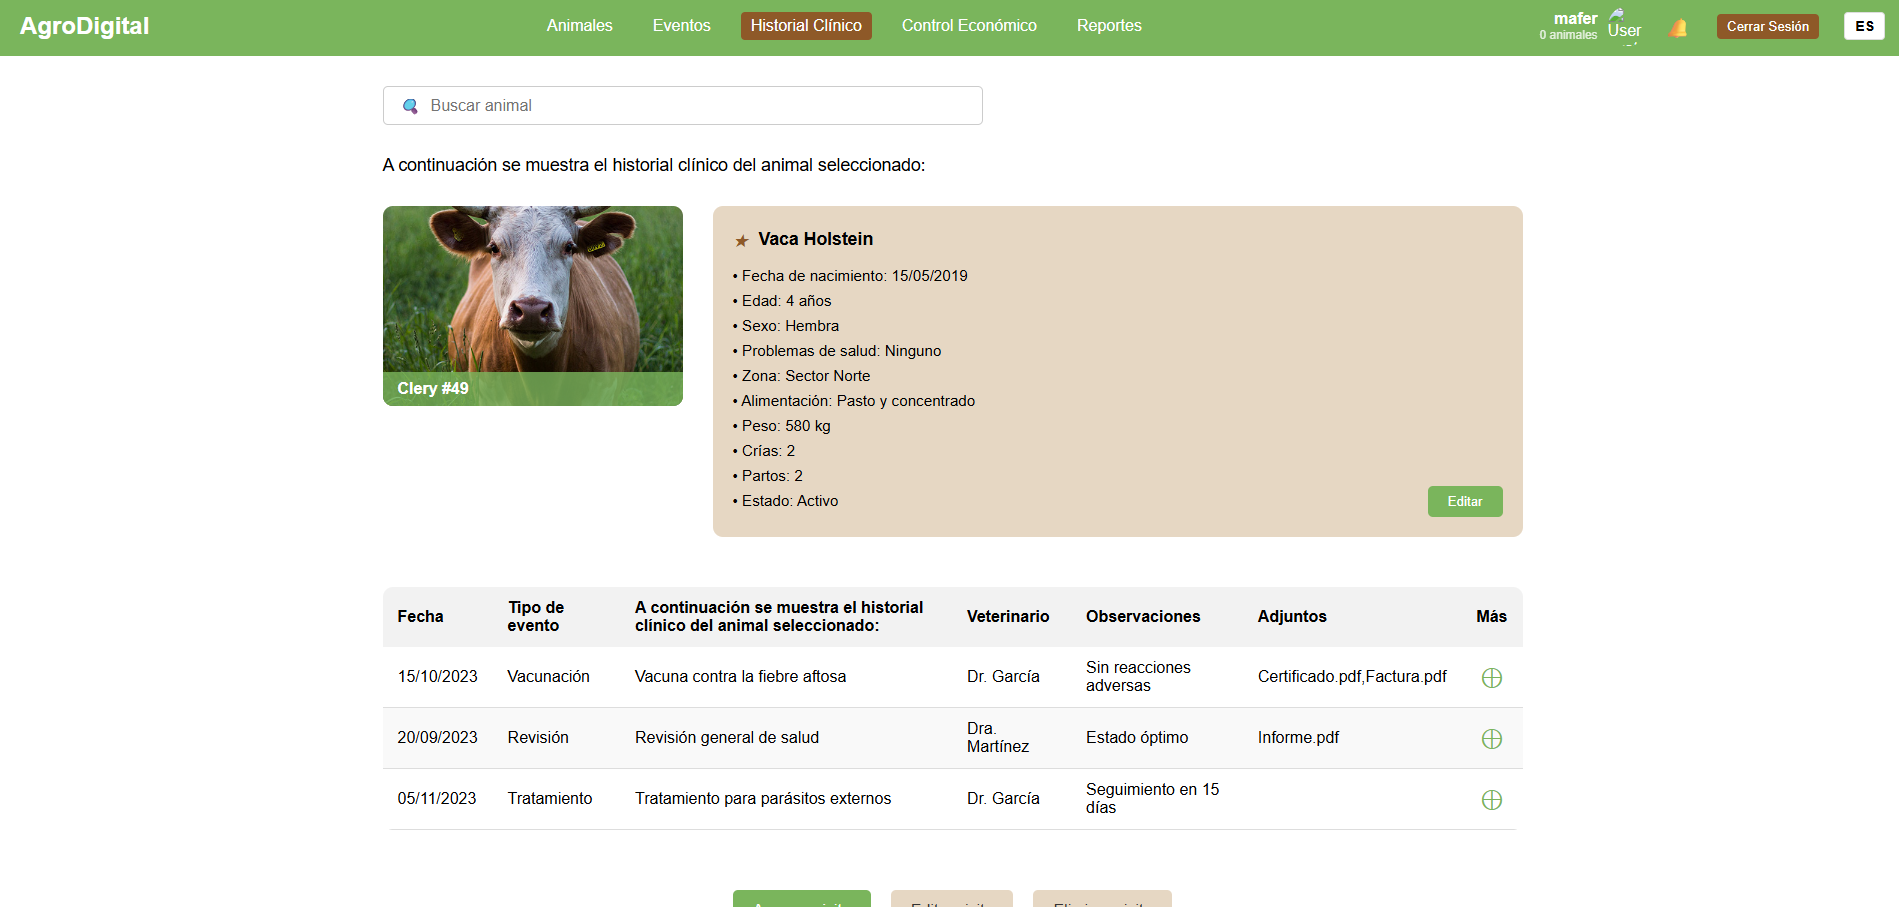 AgroDigital
Animales
Eventos
Historial Clínico
Control Económico
Reportes
mafer
0 animales
User
Cerrar Sesión
ES
Buscar animal
A continuación se muestra el historial clínico del animal seleccionado:
Clery #49
Vaca Holstein
• Fecha de nacimiento: 15/05/2019
• Edad: 4 años
• Sexo: Hembra
• Problemas de salud: Ninguno
• Zona: Sector Norte
• Alimentación: Pasto y concentrado
• Peso: 580 kg
• Crías: 2
• Partos: 2
• Estado: Activo
Editar
Fecha
Tipo de
evento
A continuación se muestra el historial
clínico del animal seleccionado:
Veterinario
Observaciones
Adjuntos
Más
15/10/2023
Vacunación
Vacuna contra la fiebre aftosa
Dr. García
Sin reacciones
adversas
Certificado.pdf,Factura.pdf
20/09/2023
Revisión
Revisión general de salud
Dra.
Martínez
Estado óptimo
Informe.pdf
05/11/2023
Tratamiento
Tratamiento para parásitos externos
Dr. García
Seguimiento en 15
días